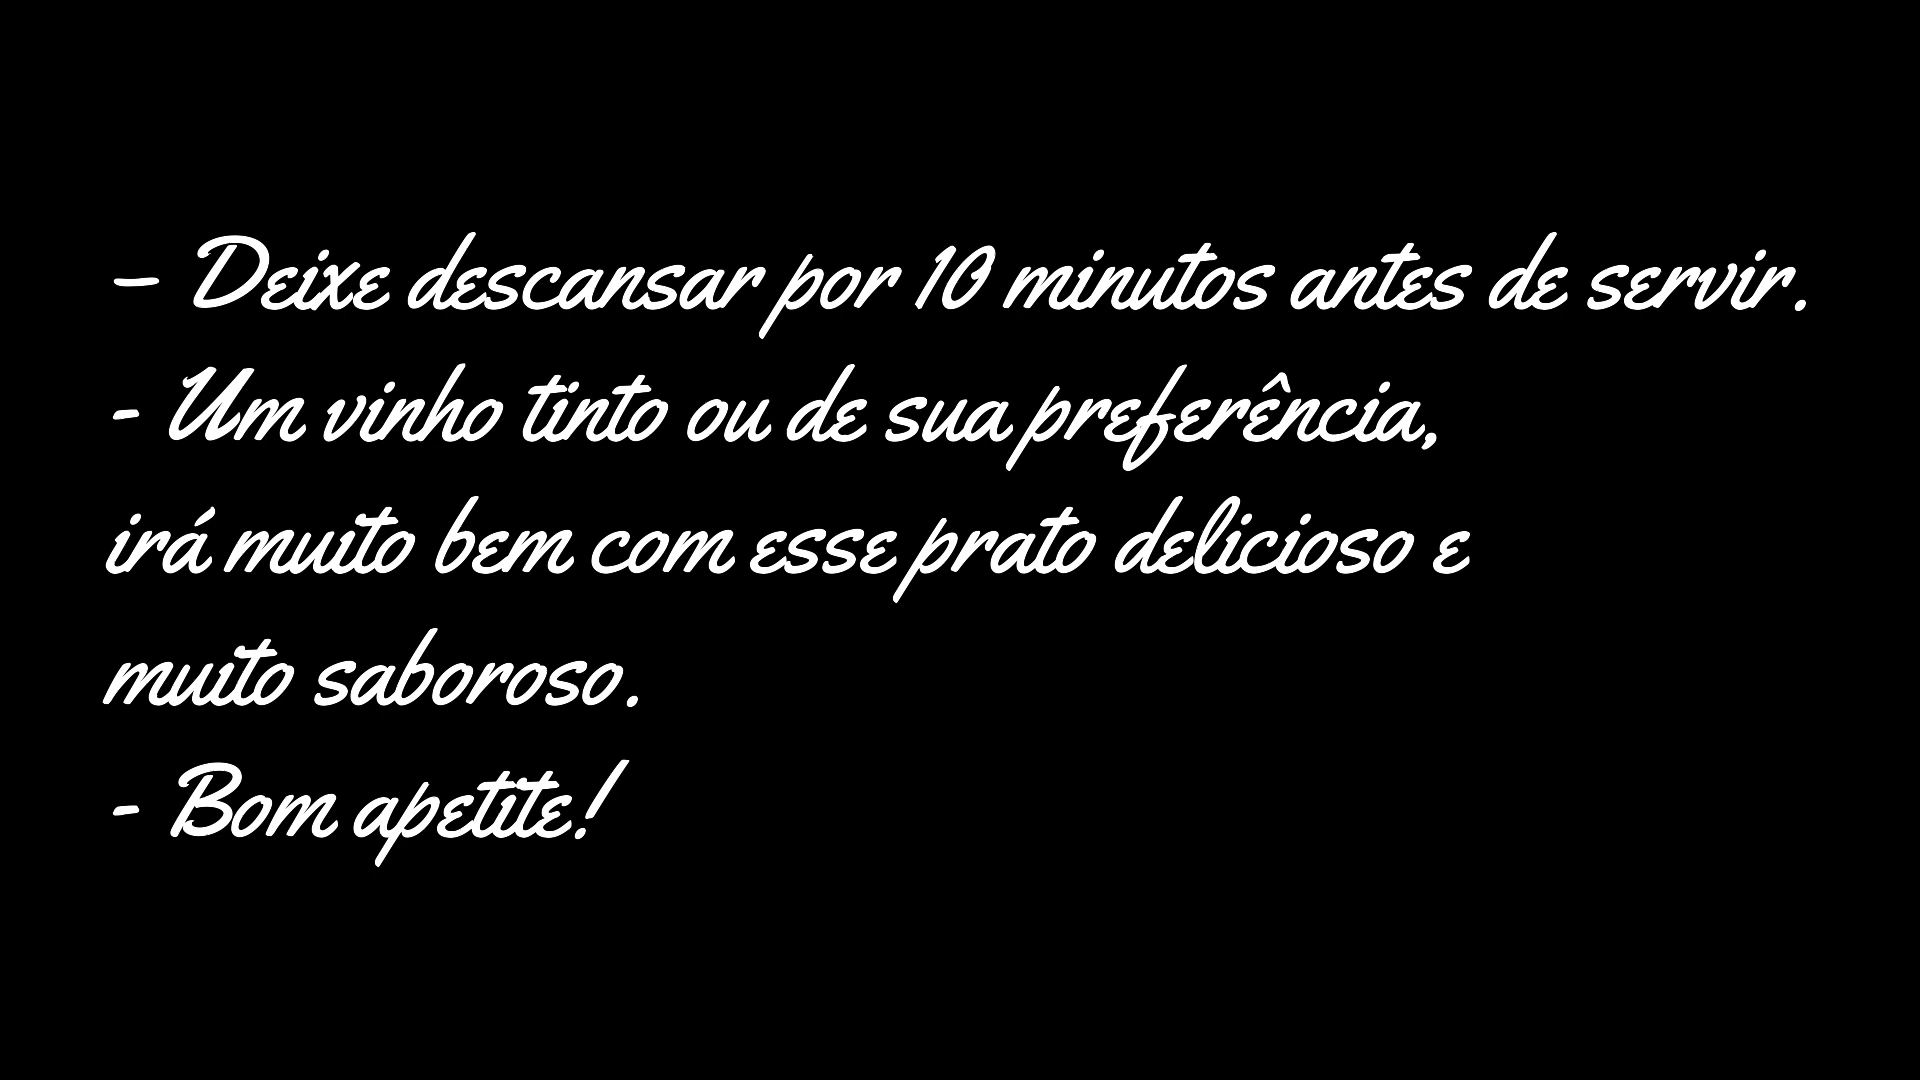 – Deixe descansar por 10 minutos antes de servir.
- Um vinho tinto ou de sua preferência,
irá muito bem com esse prato delicioso e
muito saboroso.
- Bom apetite!